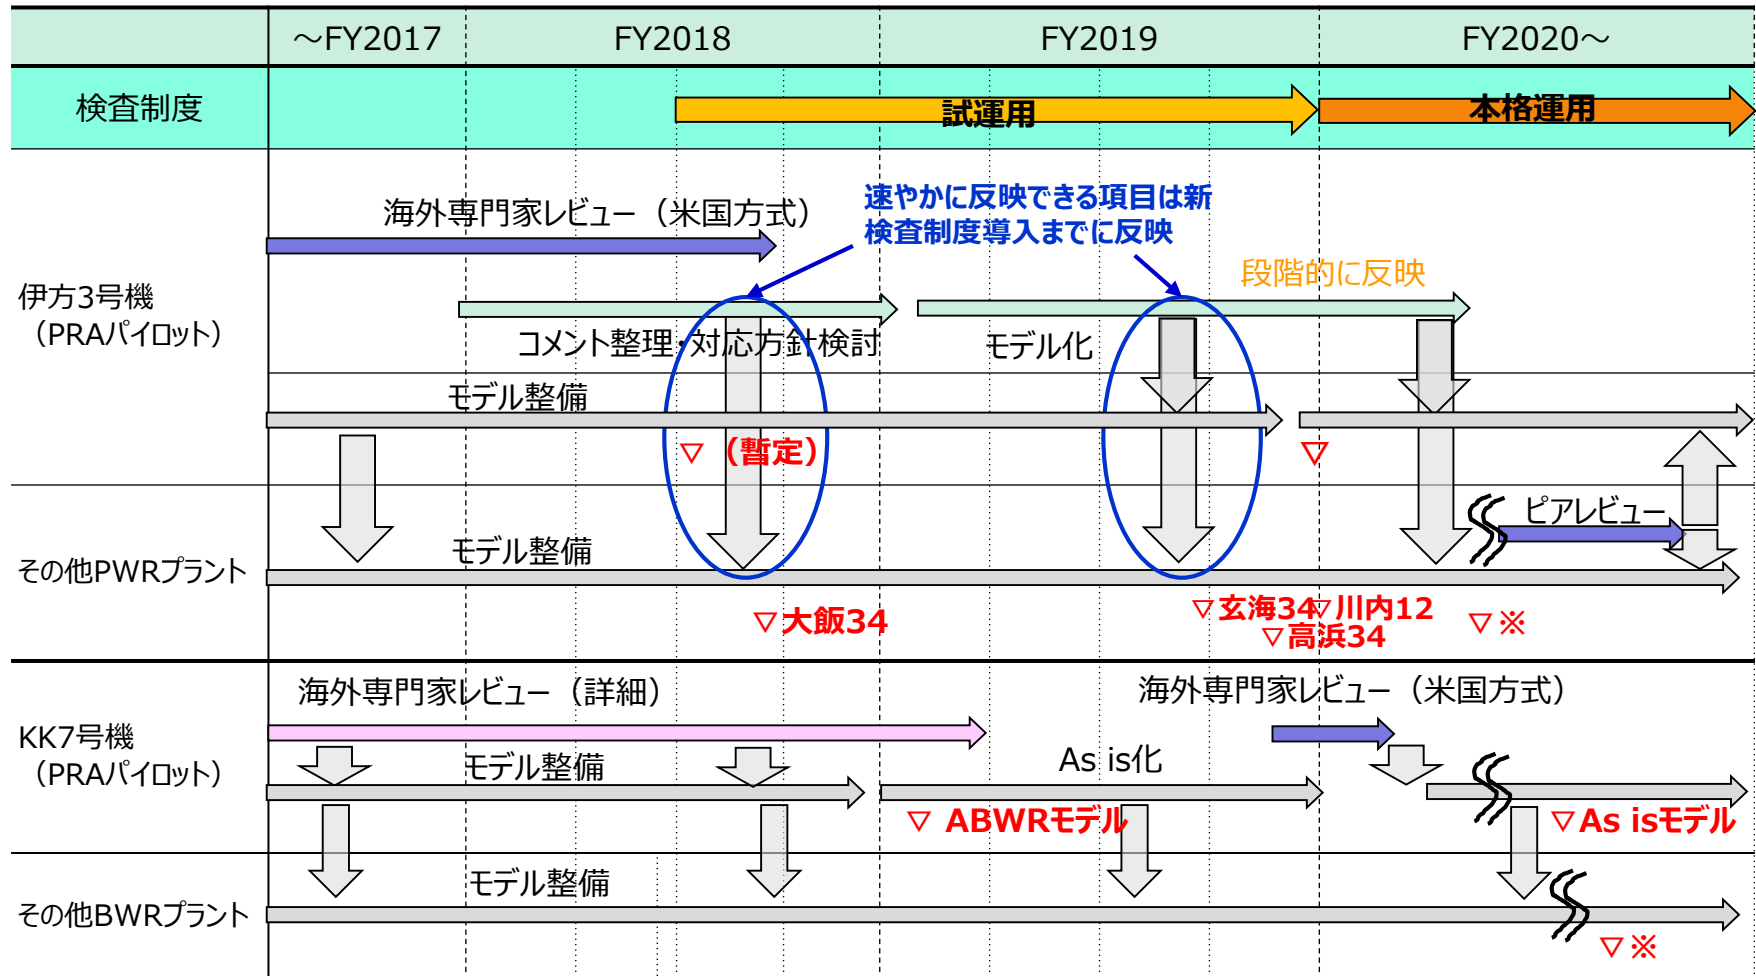 ～FY2017
FY2018
FY2019
FY2020～
検査制度
試運用
本格運用
海外専門家レビュー（米国方式）
速やかに反映できる項目は新
検査制度導入までに反映
段階的に反映
伊方3号機
（PRAパイロット）
コメント整理・対応方針検討
モデル化
モデル整備
▽（暫定）
▽
ピアレビュー
その他PWRプラント
モデル整備
▽大飯34
▽玄海34
▽川内12
▽高浜34
▽※
海外専門家レビュー（詳細）
海外専門家レビュー（米国方式）
KK7号機
（PRAパイロット）
モデル整備
As is化
▽ ABWRモデル
▽As isモデル
モデル整備
その他BWRプラント
▽※